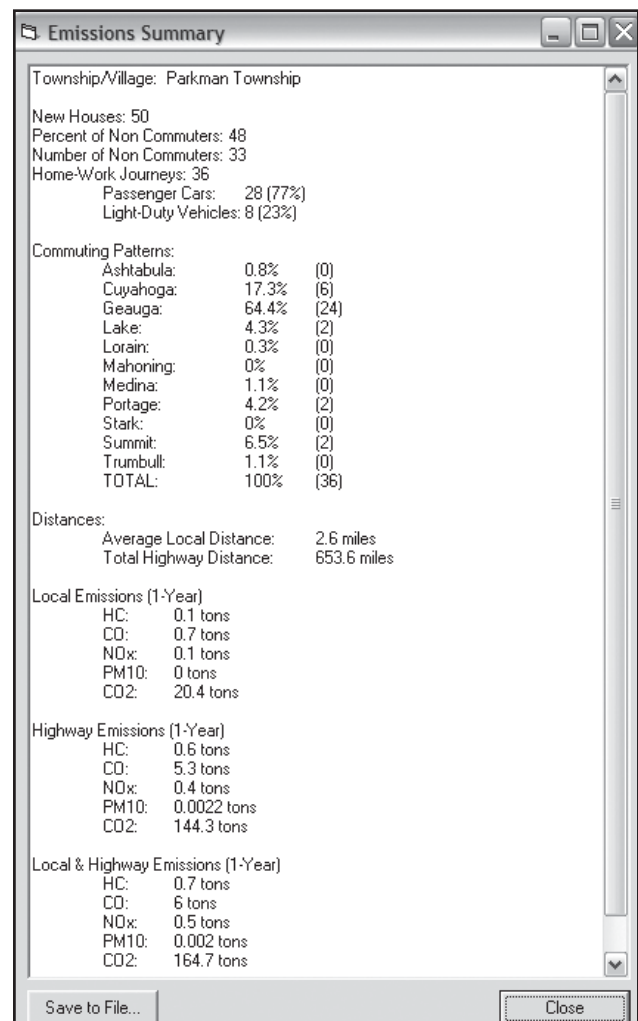 Emissions Summary
Township/Village: Parkman Township
New Houses: 50
Percent of Non Commuters: 48
Number of Non Commuters: 33
Home-Work Journeys: 36
Passenger Cars: 28 (77%)
Light-Duty Vehicles: 8 (23%)
Commuting Patterns:
Ashtabula: 0.8% (0)
Cuyahoga: 17.3% (6)
Geauga: 64.4% (24)
Lake: 4.3% (2)
Lorain: 0.3% (0)
Mahoning: 0% (0)
Medina: 1.1% (0)
Portage: 4.2% (2)
Stark: 0% (0)
Summit: 6.5% (2)
Trumbull: 1.1% (0)
TOTAL: 100% (36)
Distances:
Average Local Distance: 2.6 miles
Total Highway Distance: 653.6 miles
Local Emissions (1-Year)
HC: 0.1 tons
CO: 0.7 tons
NOx: 0.1 tons
PM10: 0 tons
CO2: 20.4 tons
Highway Emissions (1-Year)
HC: 0.6 tons
CO: 5.3 tons
NOx: 0.4 tons
PM10: 0.0022 tons
CO2: 144.3 tons
Local & Highway Emissions (1-Year)
HC: 0.7 tons
CO: 6 tons
NOx: 0.5 tons
PM10: 0.002 tons
CO2: 164.7 tons
Save to File... Close